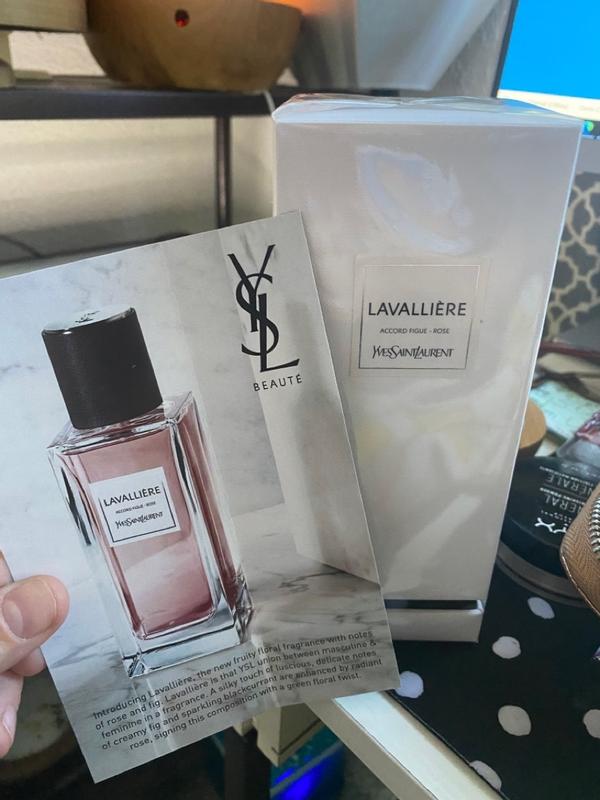 YSL
BEAUTÉ
LAVALLIÈRE
ACCORD FIGUE - ROSE
YVESSAINTLAURENT
Introducing Lavallière, the new fruity floral fragrance with notes
of rose and fig. Lavallière is that YSL union between masculine &
feminine in a fragrance. A silky touch of luscious, delicate notes
of creamy fig and sparkling blackcurrant are enhanced by radiant
rose, signing this composition with a green floral twist.
LAVALLIÈRE
ACCORD FIGUE - ROSE
YVESSAINTLAURENT
NYX